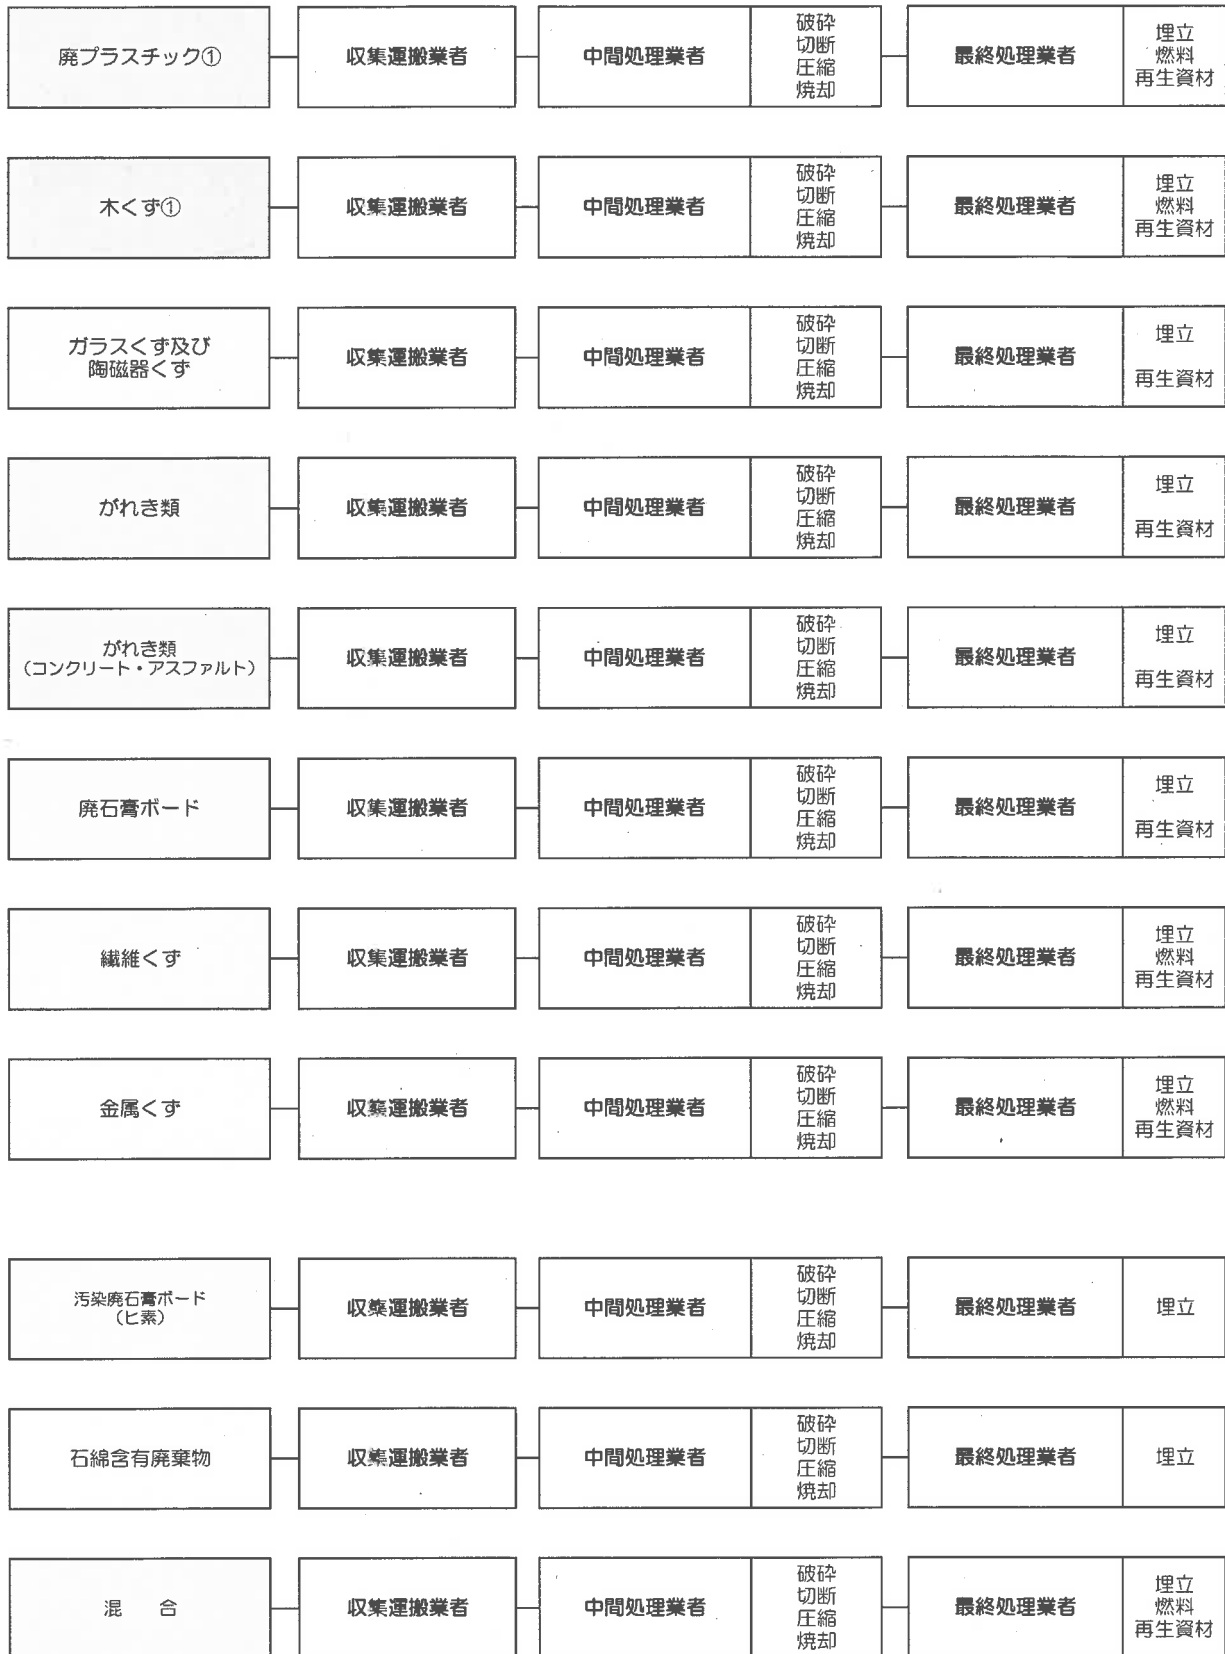 廃プラスチック①
収集運搬業者
中間処理業者
破砕
切断
圧縮
焼却
最終処理業者
埋立
燃料
再生資材
木くず①
収集運搬業者
中間処理業者
破砕
切断
圧縮
焼却
最終処理業者
埋立
燃料
再生資材
ガラスくず及び
陶磁器くず
収集運搬業者
中間処理業者
破砕
切断
圧縮
焼却
最終処理業者
埋立
再生資材
がれき類
収集運搬業者
中間処理業者
破砕
切断
圧縮
焼却
最終処理業者
埋立
再生資材
がれき類
（コンクリート・アスファルト）
収集運搬業者
中間処理業者
破砕
切断
圧縮
焼却
最終処理業者
埋立
再生資材
廃石膏ボード
収集運搬業者
中間処理業者
破砕
切断
圧縮
焼却
最終処理業者
埋立
再生資材
繊維くず
収集運搬業者
中間処理業者
破砕
切断
圧縮
焼却
最終処理業者
埋立
燃料
再生資材
金属くず
収集運搬業者
中間処理業者
破砕
切断
圧縮
焼却
最終処理業者
埋立
燃料
再生資材
汚染廃石膏ボード
（ヒ素）
収集運搬業者
中間処理業者
破砕
切断
圧縮
焼却
最終処理業者
埋立
石綿含有廃棄物
収集運搬業者
中間処理業者
破砕
切断
圧縮
焼却
最終処理業者
埋立
混　合
収集運搬業者
中間処理業者
破砕
切断
圧縮
焼却
最終処理業者
埋立
燃料
再生資材